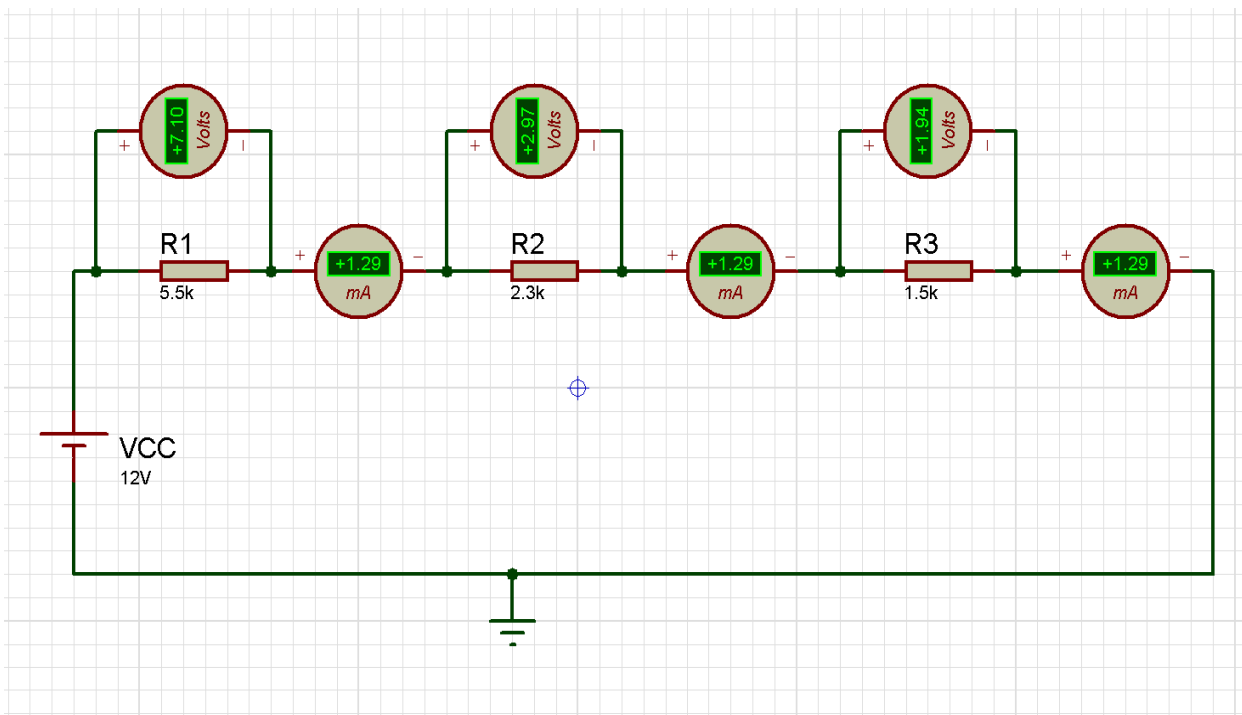 +7.10
Volts
+ -
R1
5.5k
+2.97
Volts
+ -
R2
2.3k
+1.94
Volts
+ -
R3
1.5k
+ -
+1.29
mA
+ -
+1.29
mA
+ -
+1.29
mA
VCC
12V